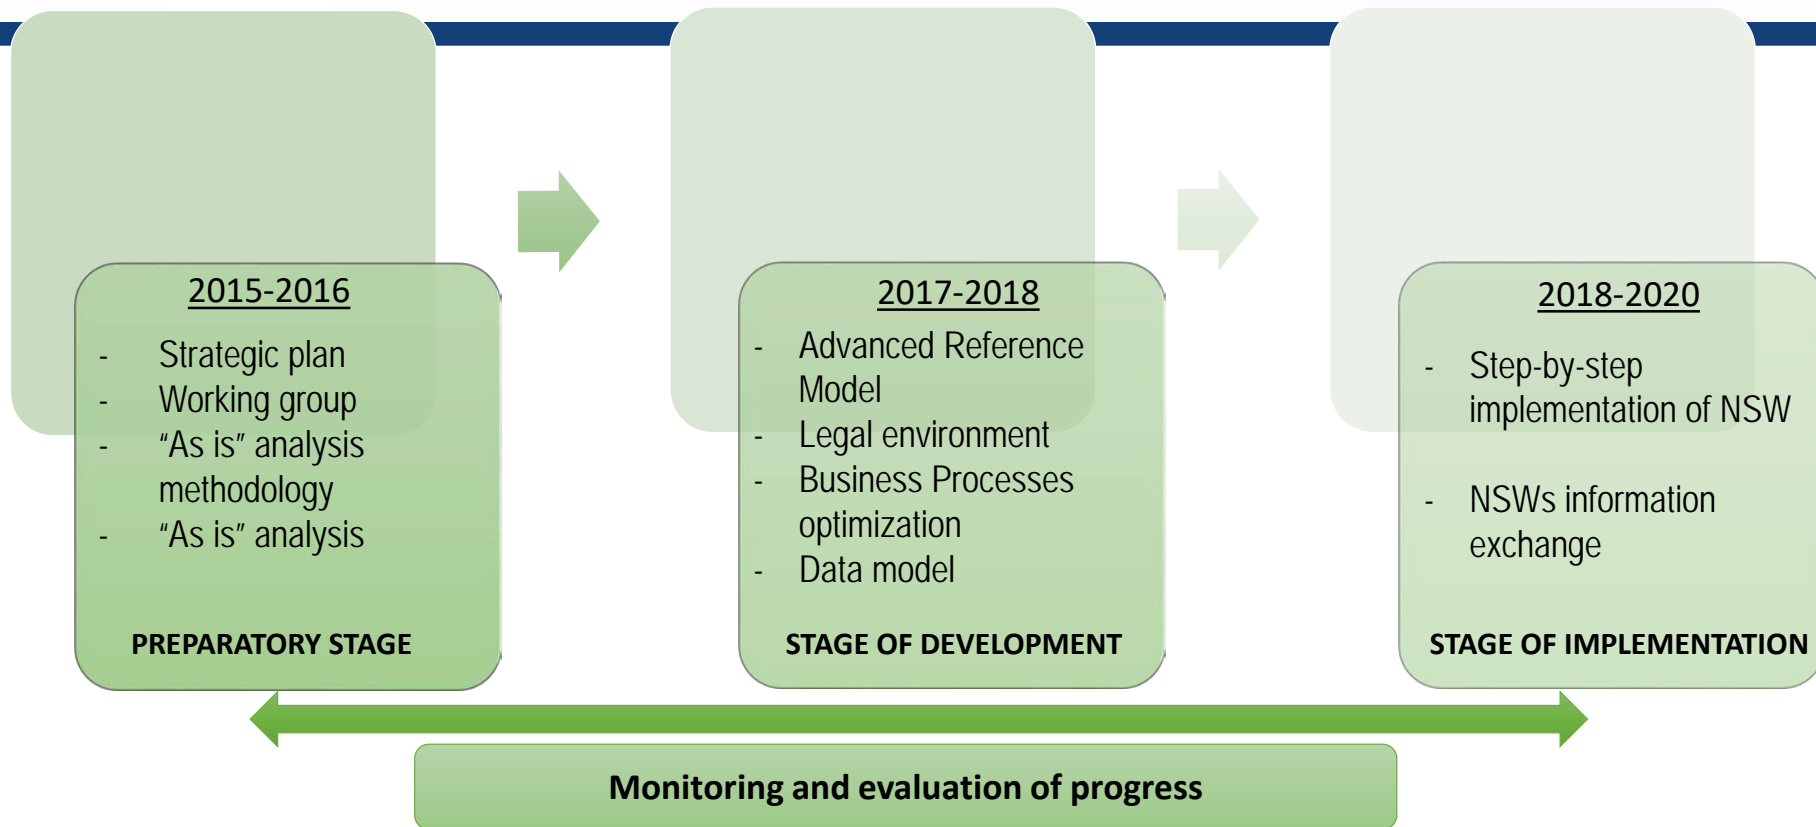 2015-2016
- Strategic plan
- Working group
- “As is” analysis
methodology
- “As is” analysis
PREPARATORY STAGE
2017-2018
- Advanced Reference
Model
- Legal environment
- Business Processes
optimization
- Data model
STAGE OF DEVELOPMENT
2018-2020
- Step-by-step
implementation of NSW
- NSWs information
exchange
STAGE OF IMPLEMENTATION
Monitoring and evaluation of progress